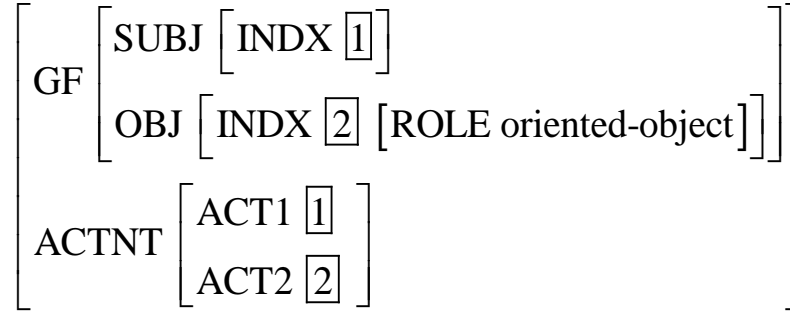 SUBJ [INDX 1]
GF
OBJ [INDX 2 [ROLE oriented-object]]
ACT1 1
ACTNT
ACT2 2